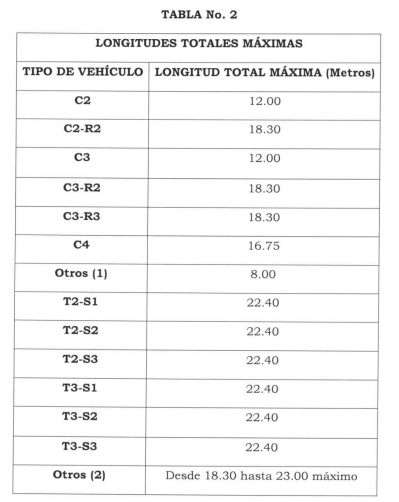 TABLA No. 2
LONGITUDES TOTALES MÁXIMAS
TIPO DE VEHÍCULO LONGITUD TOTAL MÁXIMA (Metros)
C2 12.00
C2-R2 18.30
C3 12.00
C3-R2 18.30
C3-R3 18.30
C4 16.75
Otros (1) 8.00
T2-S1 22.40
T2-S2 22.40
T2-S3 22.40
T3-S1 22.40
T3-S2 22.40
T3-S3 22.40
Otros (2) Desde 18.30 hasta 23.00 máximo